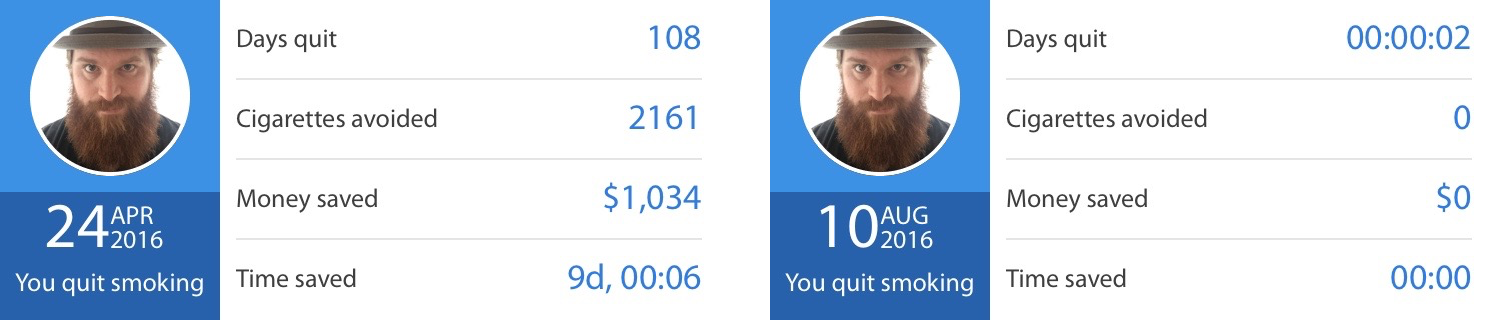 24 APR
2016
You quit smoking
Days quit 108
Cigarettes avoided 2161
Money saved $1,034
Time saved 9d, 00:06
10 AUG
2016
You quit smoking
Days quit 00:00:02
Cigarettes avoided 0
Money saved $0
Time saved 00:00